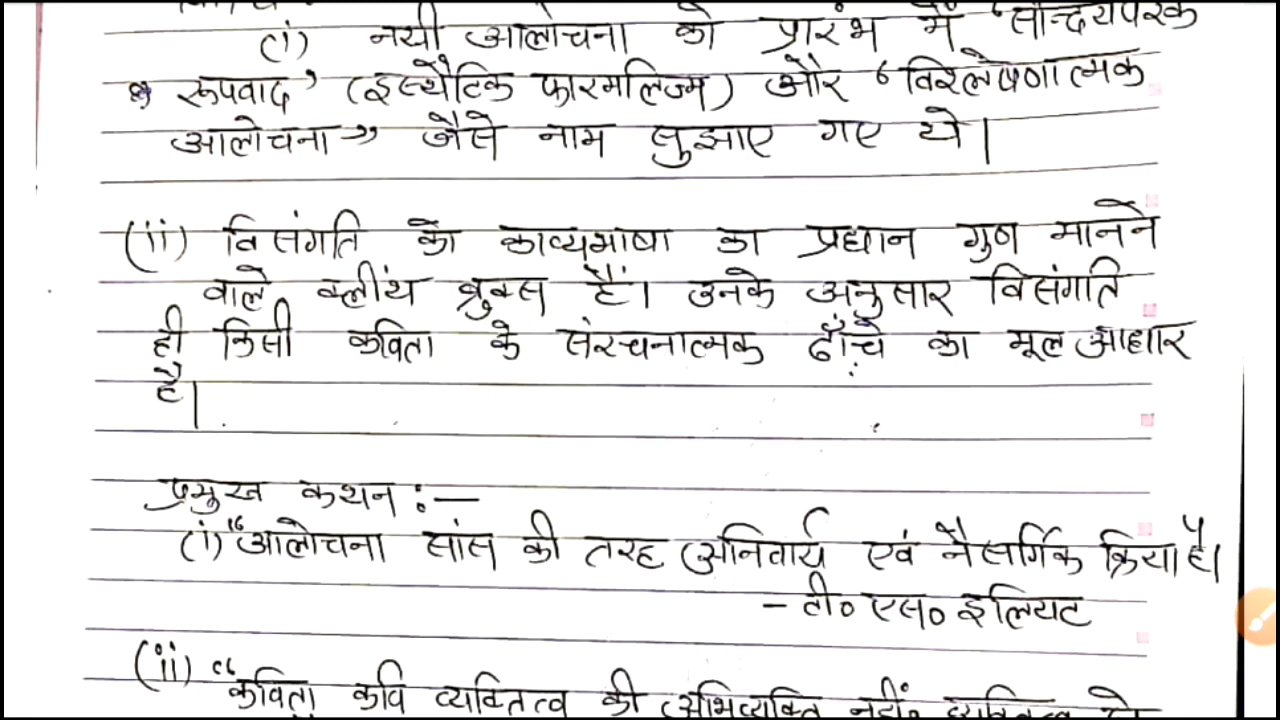 (i) नयी आलोचना को प्रारंभ में 'सौन्दर्यपरक
रूपवाद' (इस्थैटिक फारमलिज्म) और 'विश्लेषणात्मक
आलोचना" जैसे नाम सुझाए गए थे।
(ii) विसंगति को काव्यभाषा का प्रधान गुण मानने
वाले क्लींथ ब्रुक्स हैं। उनके अनुसार विसंगति
ही किसी कविता के संरचनात्मक ढाँचे का मूल आधार
है।
प्रमुख कथन :—
(i) "आलोचना सांस की तरह अनिवार्य एवं नैसर्गिक क्रिया है।
- टी० एस० इलियट
(ii) "कविता कवि व्यक्तित्व की अभिव्यक्ति नहीं, व्यक्तित्व से